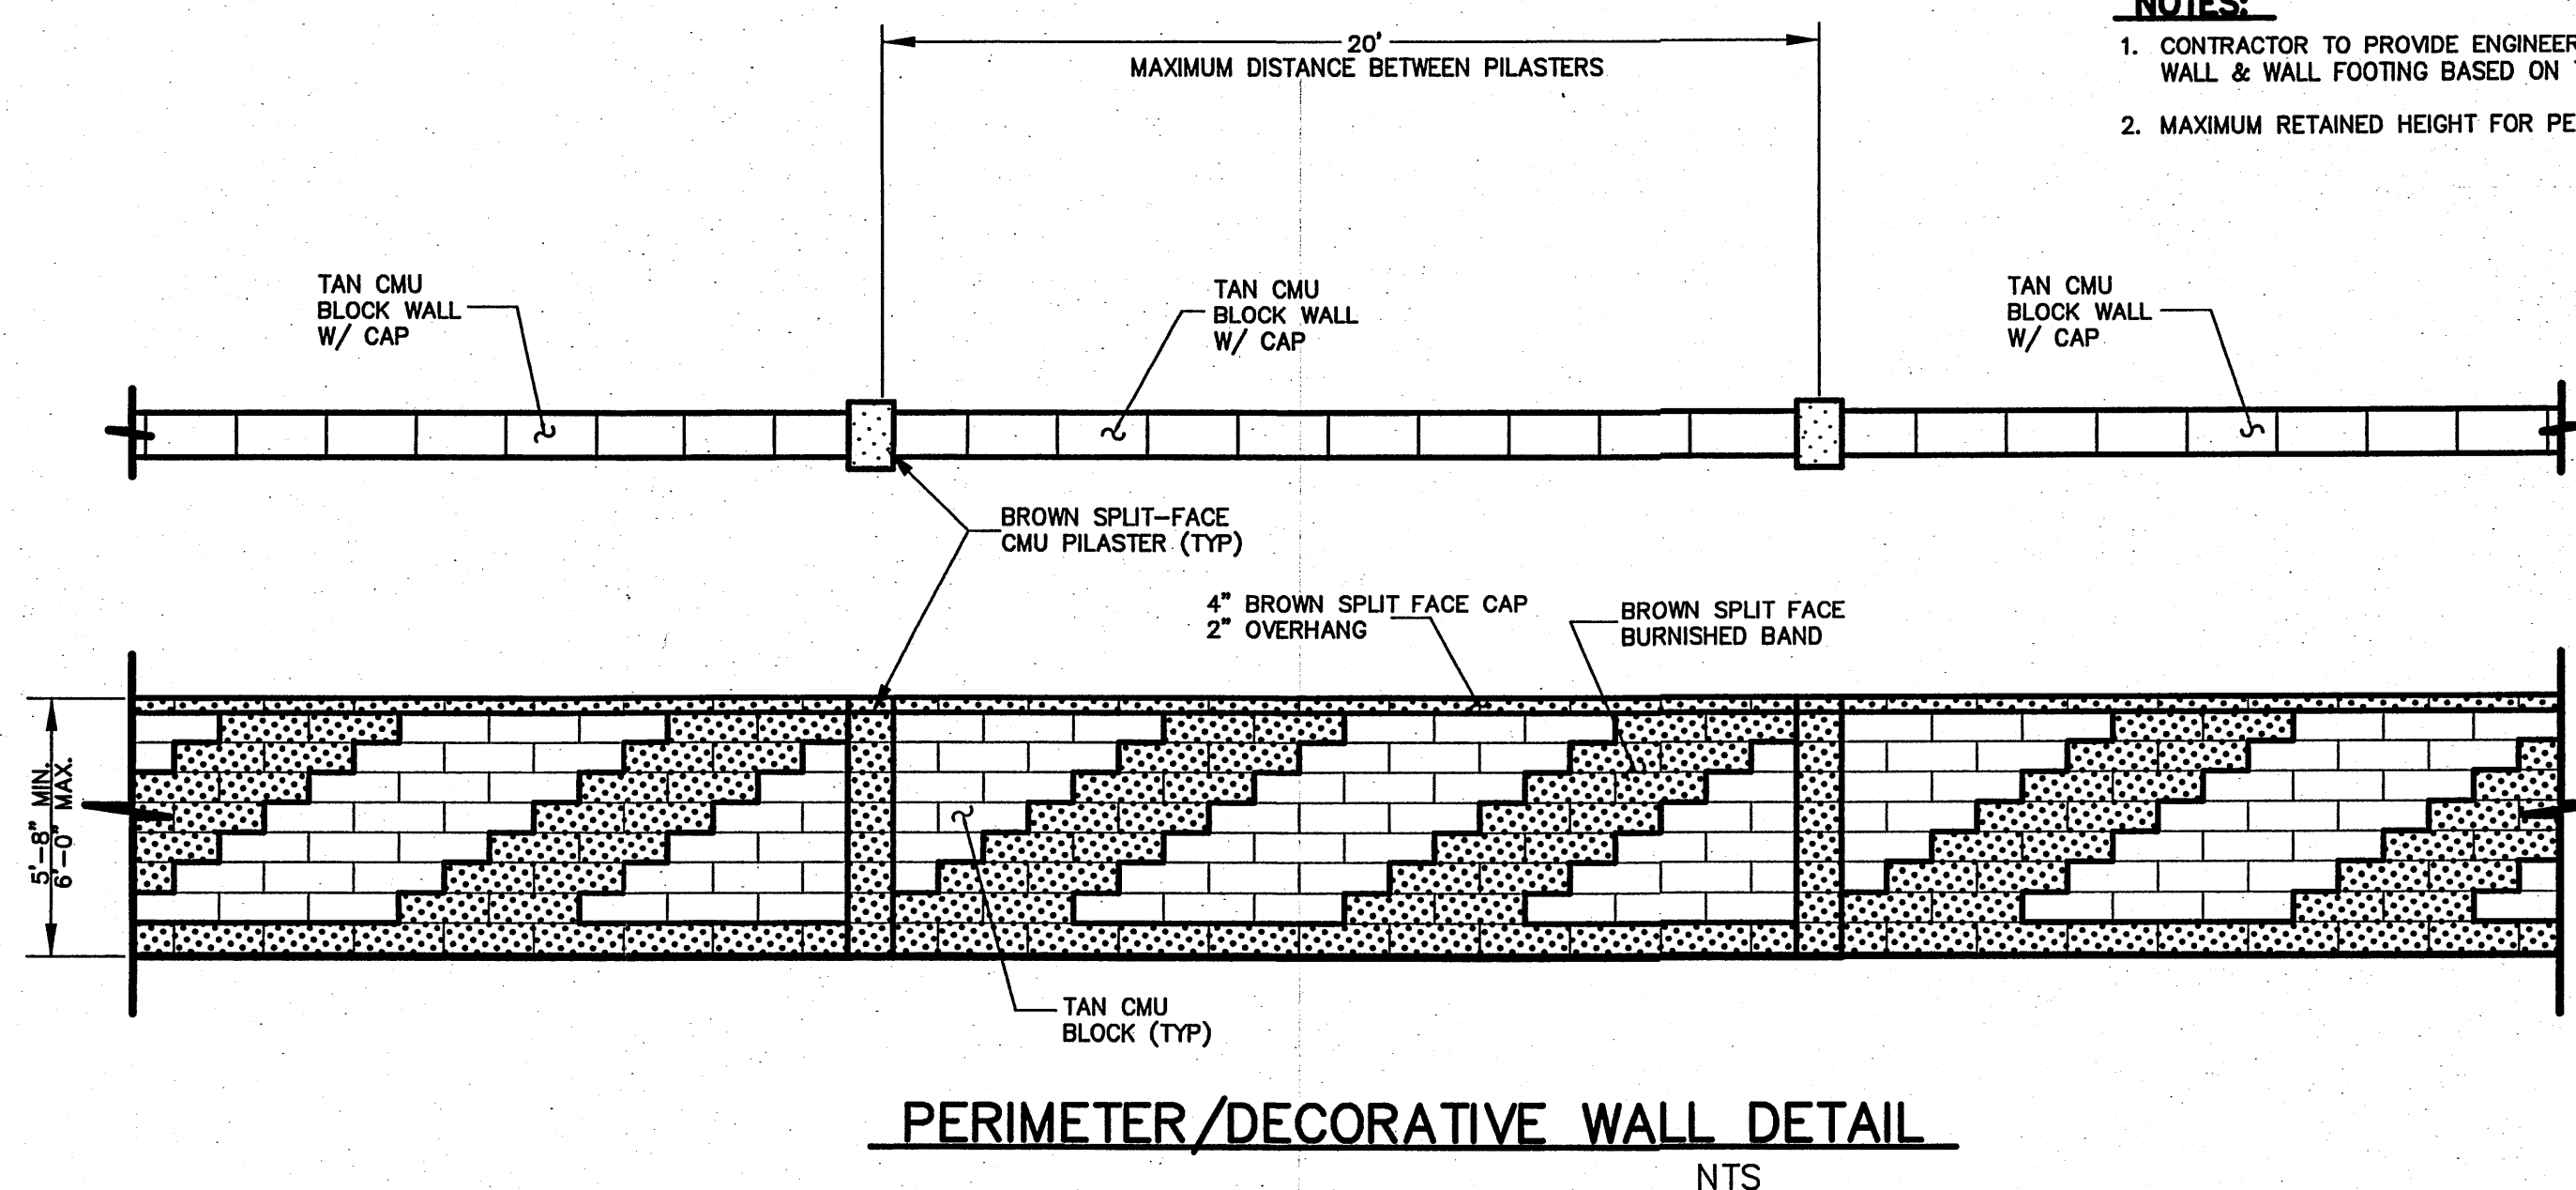 NOTES:
1. CONTRACTOR TO PROVIDE ENGINEER
WALL & WALL FOOTING BASED ON
2. MAXIMUM RETAINED HEIGHT FOR PE
20'
MAXIMUM DISTANCE BETWEEN PILASTERS
TAN CMU
BLOCK WALL
W/ CAP
TAN CMU
BLOCK WALL
W/ CAP
TAN CMU
BLOCK WALL
W/ CAP
BROWN SPLIT-FACE
CMU PILASTER (TYP)
4" BROWN SPLIT FACE CAP
2" OVERHANG
BROWN SPLIT FACE
BURNISHED BAND
5'-8" MIN.
6'-0" MAX.
TAN CMU
BLOCK (TYP)
PERIMETER/DECORATIVE WALL DETAIL
NTS